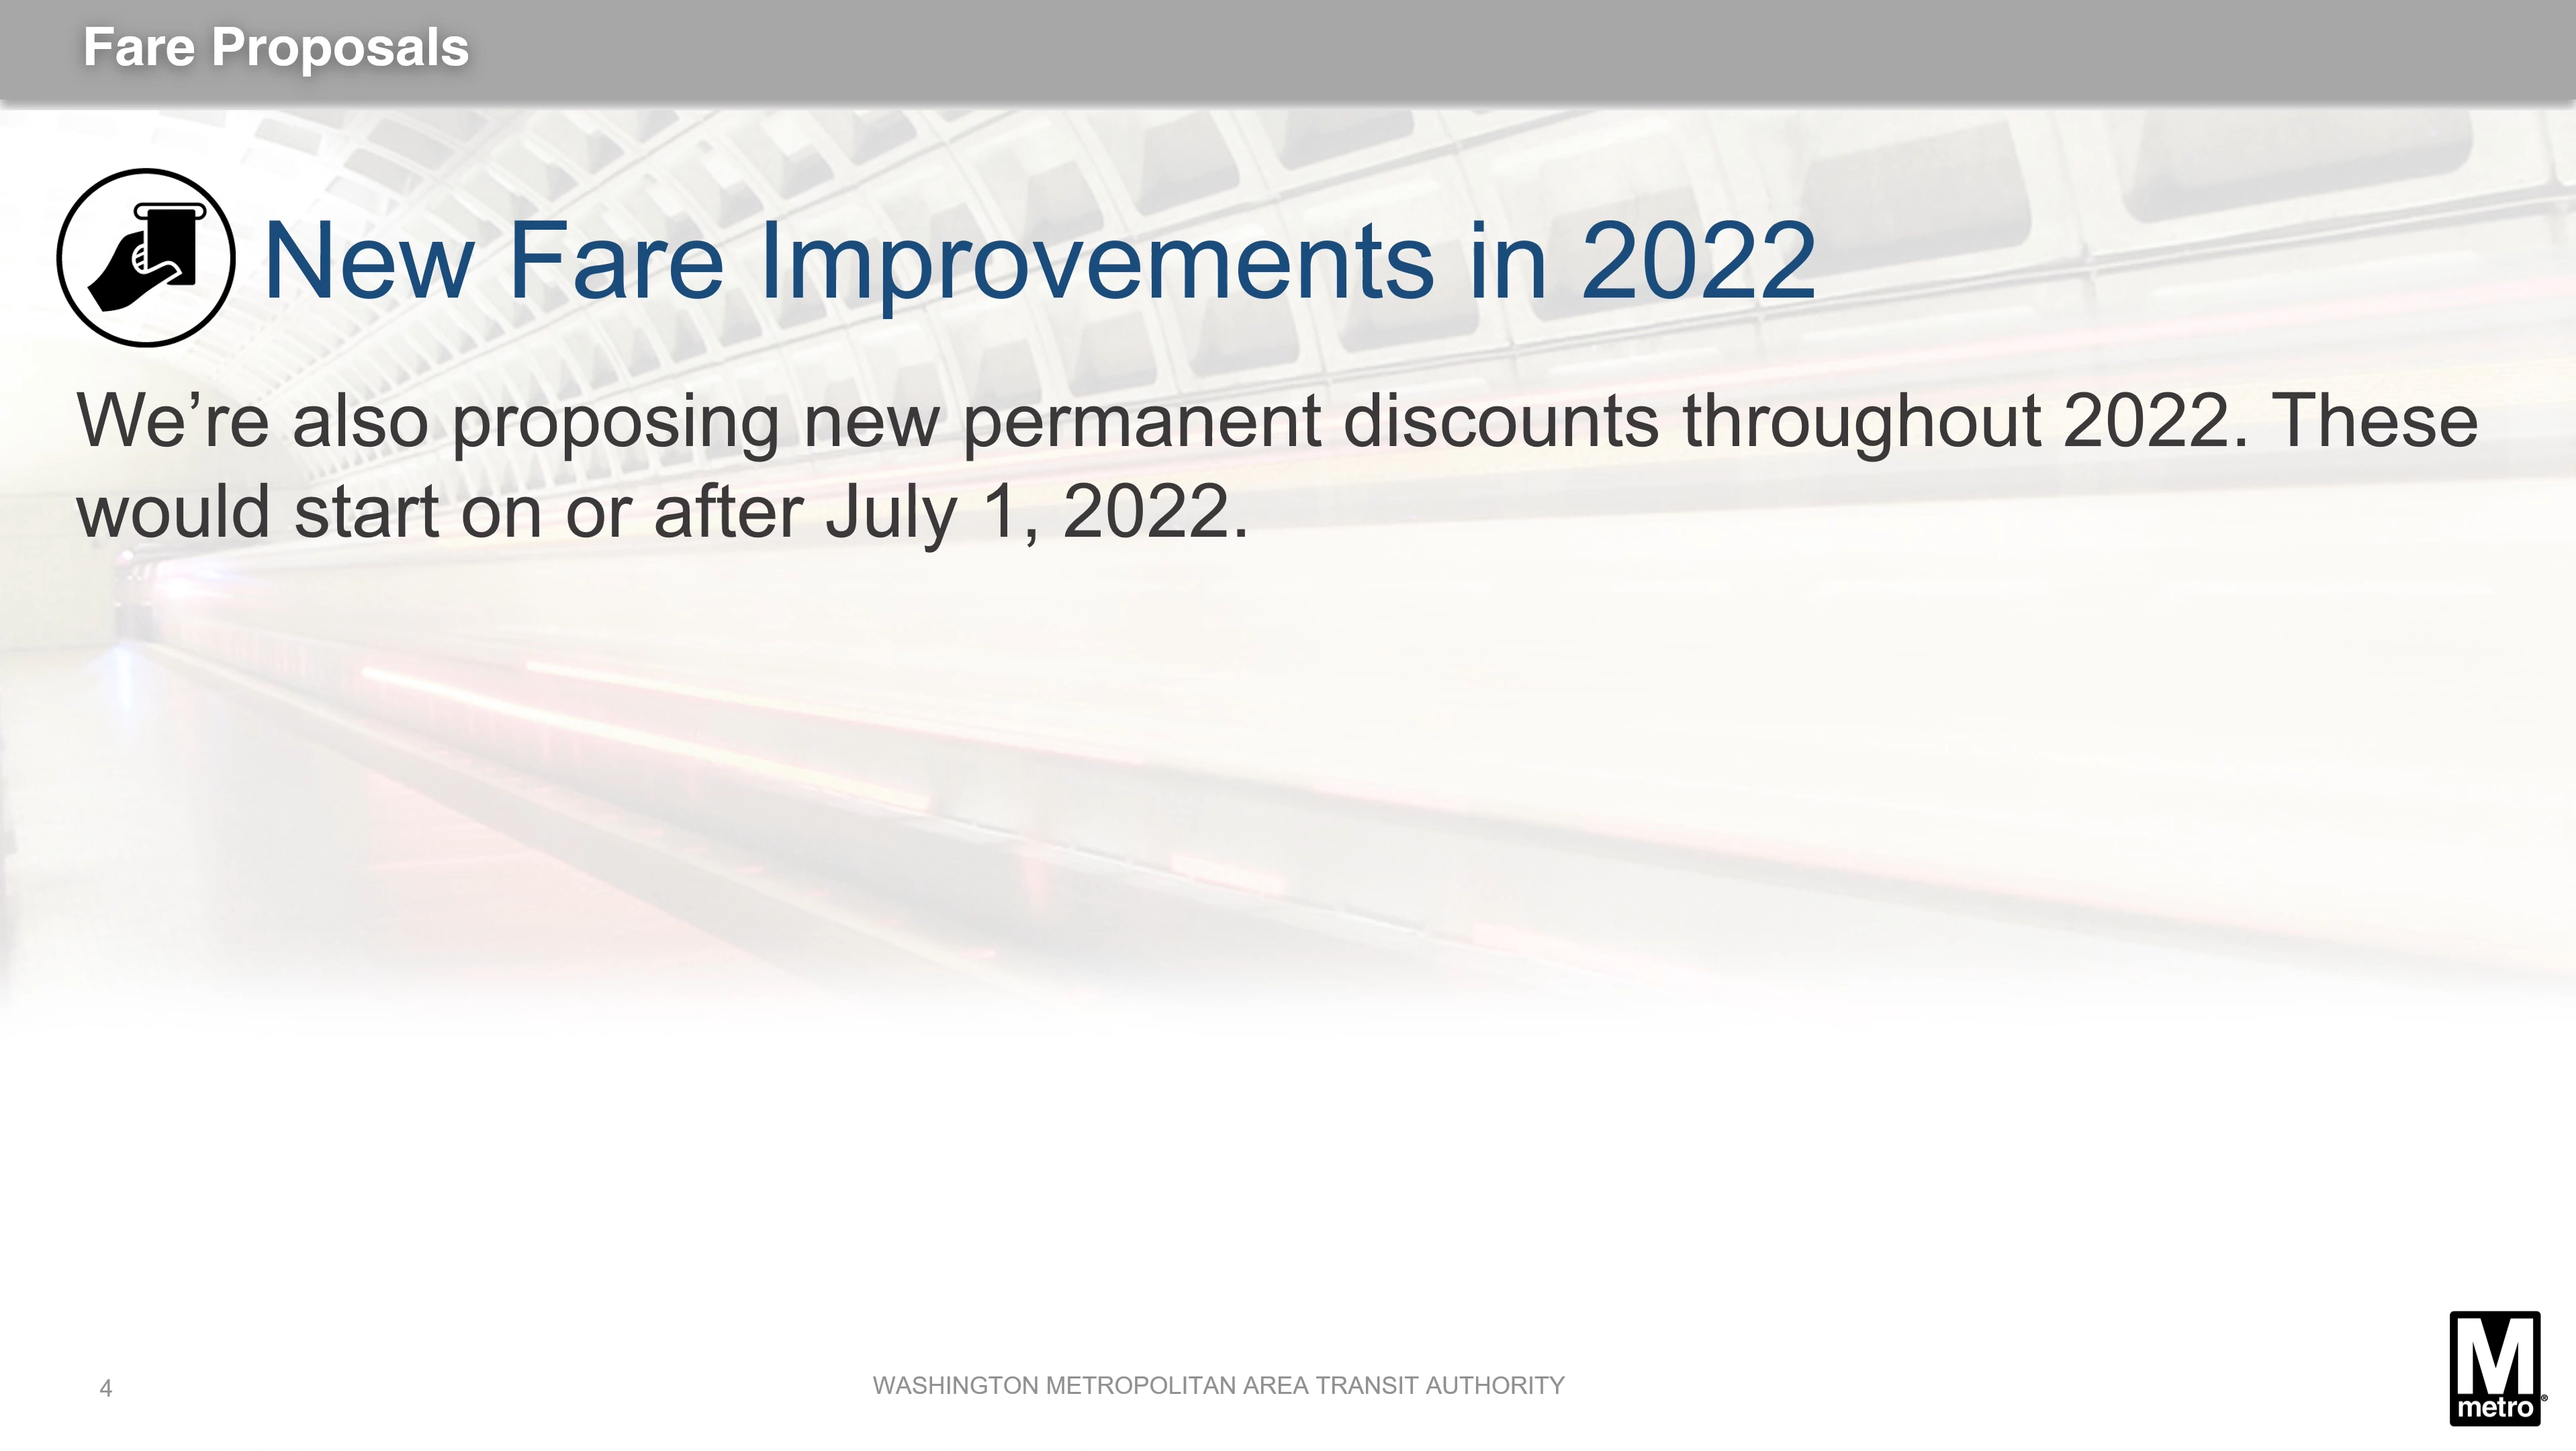 Fare Proposals
New Fare Improvements in 2022
We’re also proposing new permanent discounts throughout 2022. These
would start on or after July 1, 2022.
4
WASHINGTON METROPOLITAN AREA TRANSIT AUTHORITY
M
metro®